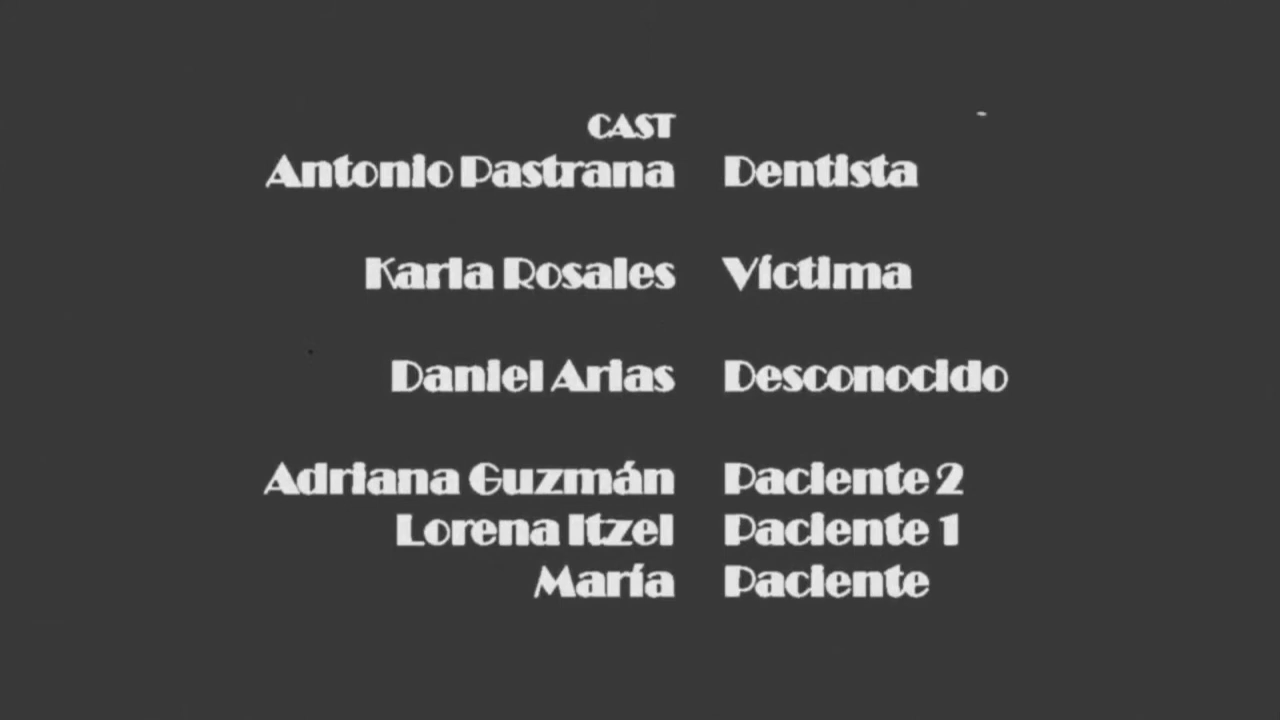 CAST
Antonio Pastrana Dentista
Karla Rosales Víctima
Daniel Arias Desconocido
Adriana Guzmán Paciente 2
Lorena Itzel Paciente 1
María Paciente